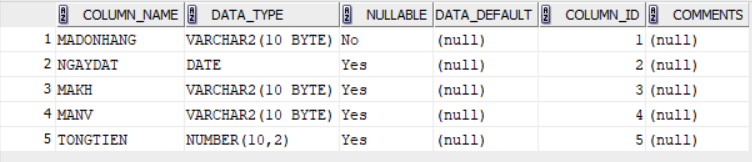 COLUMN_NAME DATA_TYPE NULLABLE DATA_DEFAULT COLUMN_ID COMMENTS
1 MADONHANG VARCHAR2(10 BYTE) No (null) 1 (null)
2 NGAYDAT DATE Yes (null) 2 (null)
3 MAKH VARCHAR2(10 BYTE) Yes (null) 3 (null)
4 MANV VARCHAR2(10 BYTE) Yes (null) 4 (null)
5 TONGTIEN NUMBER(10,2) Yes (null) 5 (null)